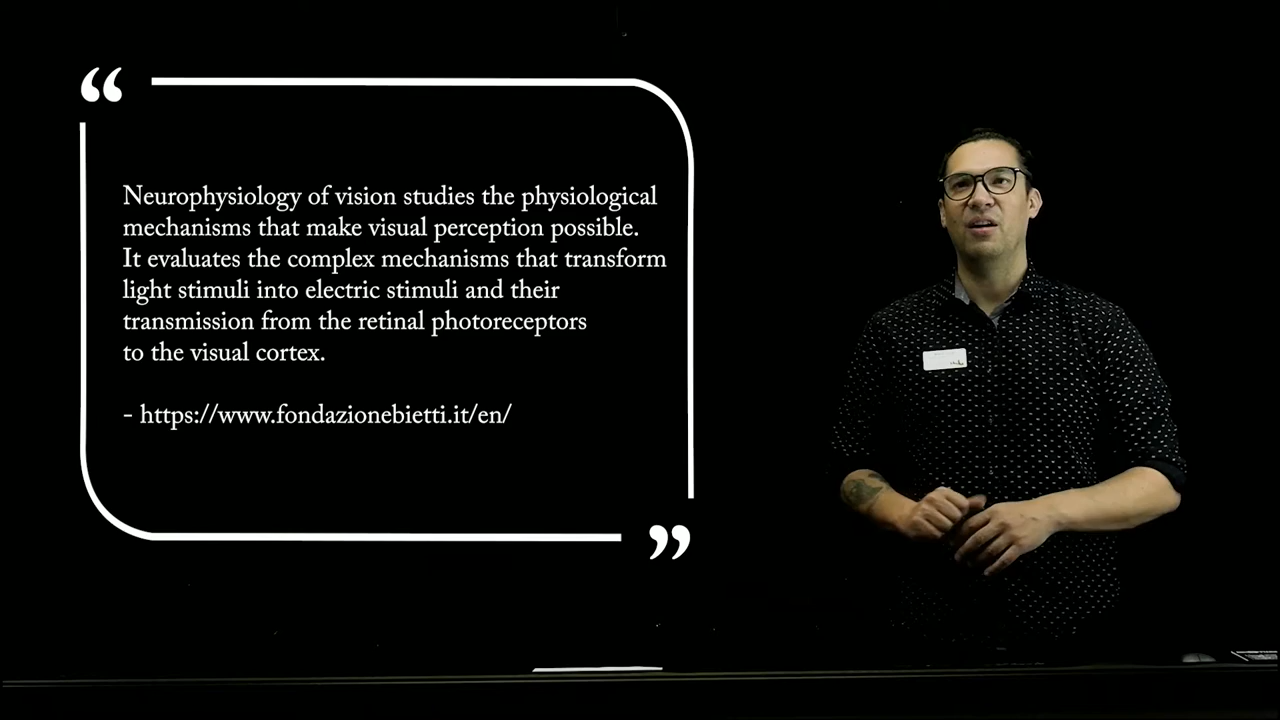 “
Neurophysiology of vision studies the physiological
mechanisms that make visual perception possible.
It evaluates the complex mechanisms that transform
light stimuli into electric stimuli and their
transmission from the retinal photoreceptors
to the visual cortex.
- https://www.fondazionebietti.it/en/
”